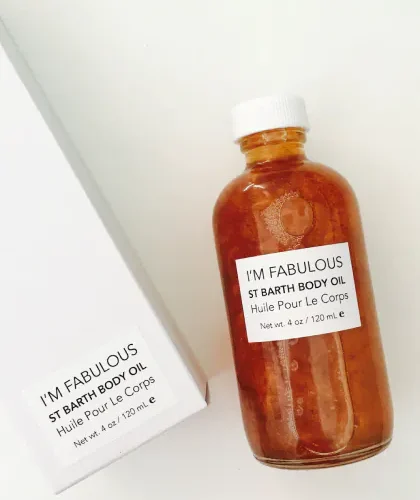 I'M FABULOUS
ST BARTH BODY OIL
Huile Pour Le Corps
Net wt. 4 oz / 120 mL e
I'M FABULOUS
ST BARTH BODY OIL
Huile Pour Le Corps
Net wt. 4 oz / 120 mL e